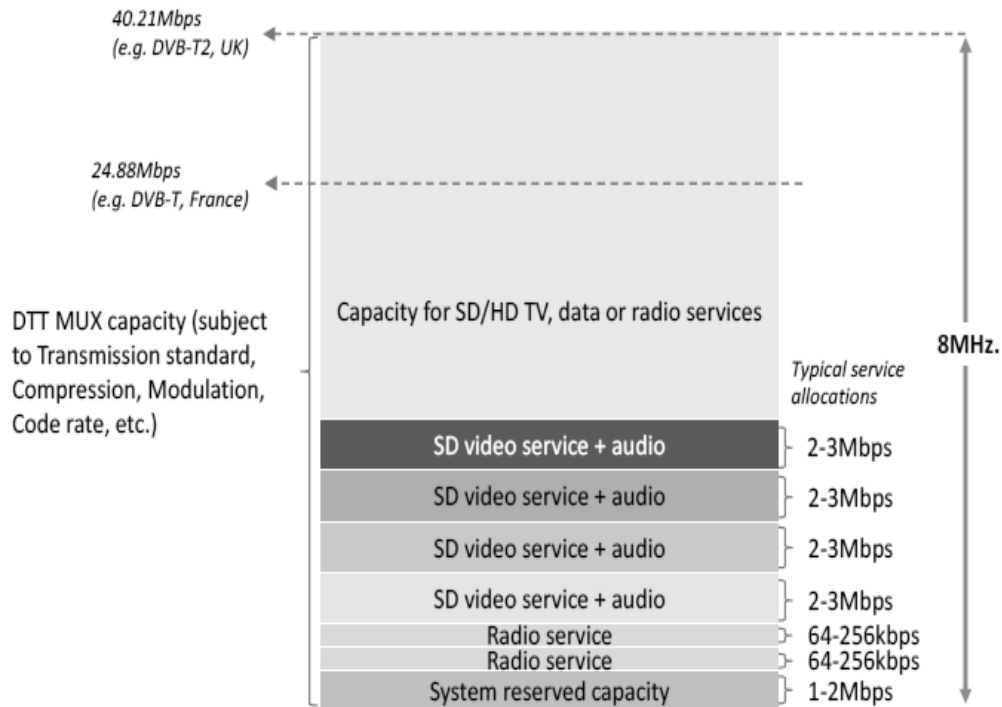 40.21Mbps
(e.g. DVB-T2, UK)
24.88Mbps
(e.g. DVB-T, France)
DTT MUX capacity (subject
to Transmission standard,
Compression, Modulation,
Code rate, etc.)
Capacity for SD/HD TV, data or radio services
8MHz.
Typical service
allocations
SD video service + audio
2-3Mbps
SD video service + audio
2-3Mbps
SD video service + audio
2-3Mbps
SD video service + audio
2-3Mbps
Radio service
64-256kbps
Radio service
64-256kbps
System reserved capacity
1-2Mbps